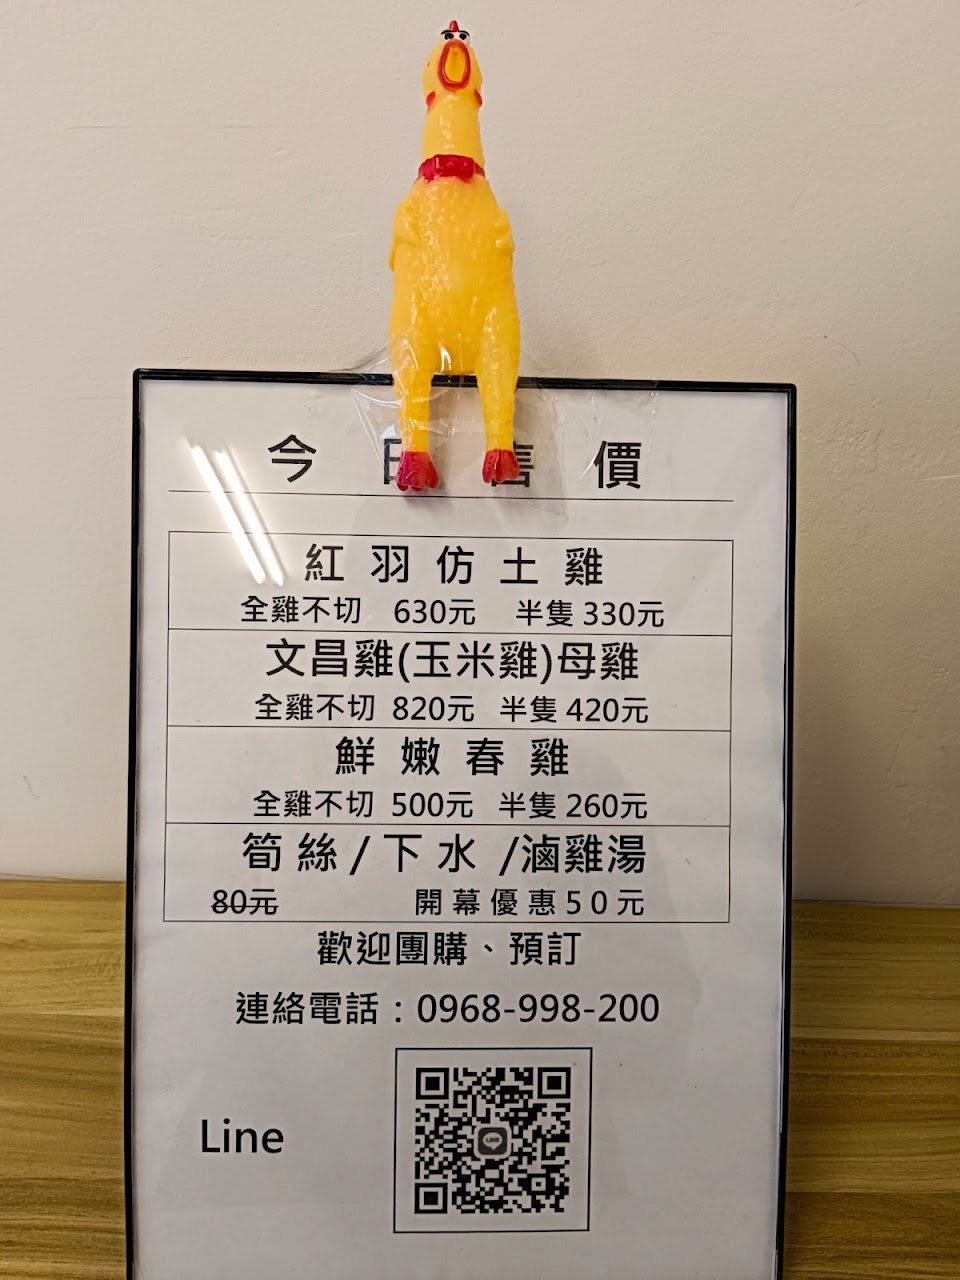 今日售價
紅羽仿土雞
全雞不切 630元 半隻 330元
文昌雞(玉米雞)母雞
全雞不切 820元 半隻 420元
鮮嫩春雞
全雞不切 500元 半隻 260元
筍絲/下水/滷雞湯
80元 開幕優惠50元
歡迎團購、預訂
連絡電話：0968-998-200
Line
LINE